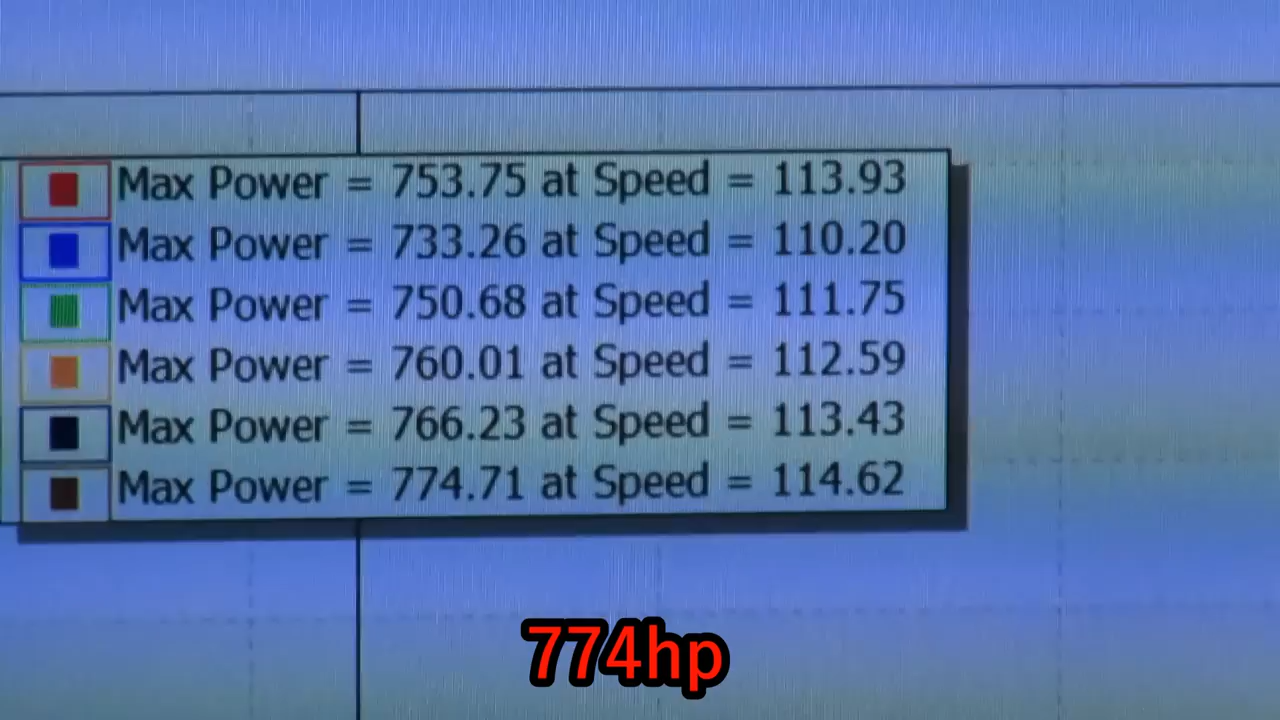 Max Power = 753.75 at Speed = 113.93
Max Power = 733.26 at Speed = 110.20
Max Power = 750.68 at Speed = 111.75
Max Power = 760.01 at Speed = 112.59
Max Power = 766.23 at Speed = 113.43
Max Power = 774.71 at Speed = 114.62
774hp